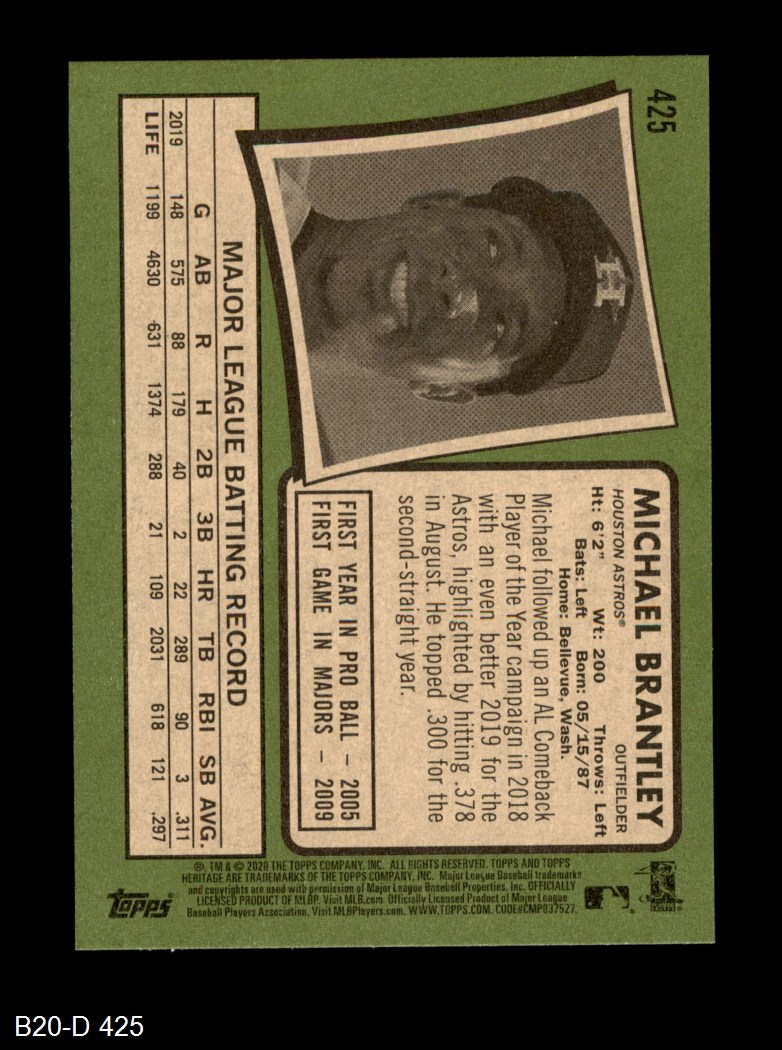 425
MICHAEL BRANTLEY
HOUSTON ASTROS® OUTFIELDER
Ht: 6'2" Wt: 200 Throws: Left
Bats: Left Born: 05/15/87
Home: Bellevue, Wash.
Michael followed up an AL Comeback
Player of the Year campaign in 2018
with an even better 2019 for the
Astros, highlighted by hitting .378
in August. He topped .300 for the
second-straight year.
FIRST YEAR IN PRO BALL – 2005
FIRST GAME IN MAJORS – 2009
MAJOR LEAGUE BATTING RECORD
G AB R H 2B 3B HR TB RBI SB AVG.
2019 148 575 88 179 40 2 22 289 90 3 .311
LIFE 1199 4630 631 1374 288 21 109 2031 618 121 .297
®, TM & © 2020 THE TOPPS COMPANY, INC. ALL RIGHTS RESERVED. TOPPS AND TOPPS
HERITAGE ARE TRADEMARKS OF THE TOPPS COMPANY, INC. Major League Baseball trademarks
and copyrights are used with permission of Major League Baseball Properties, Inc. OFFICIALLY
LICENSED PRODUCT OF MLBP. Visit MLB.com Officially Licensed Product of Major League
Baseball Players Association. Visit MLBPlayers.com. WWW.TOPPS.COM. CODE#CMP037527.
Topps®
B20-D 425